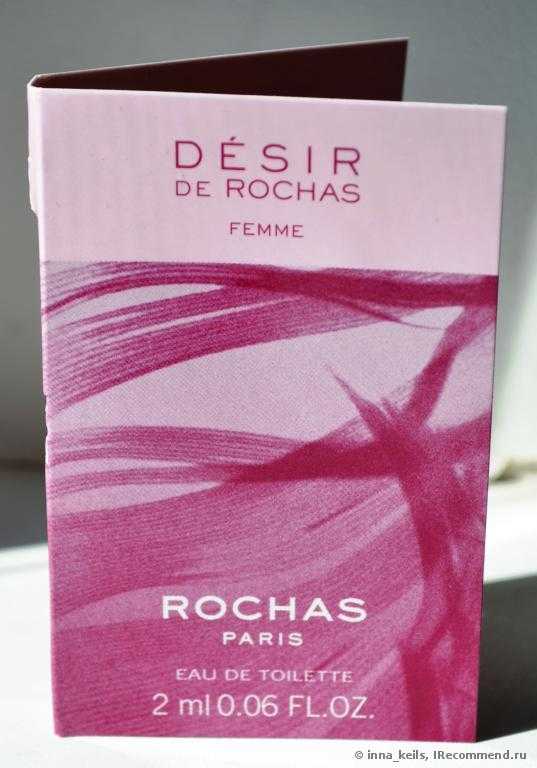 DÉSIR
DE ROCHAS
FEMME
ROCHAS
PARIS
EAU DE TOILETTE
2 ml 0.06 FL.OZ.
© inna_keils, IRecommend.ru